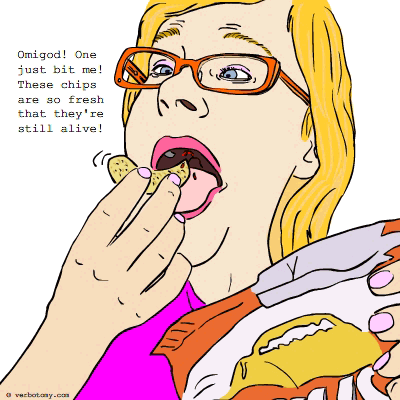 Omigod! One
just bit me!
These chips
are so fresh
that they're
still alive!
© verbotomy.com